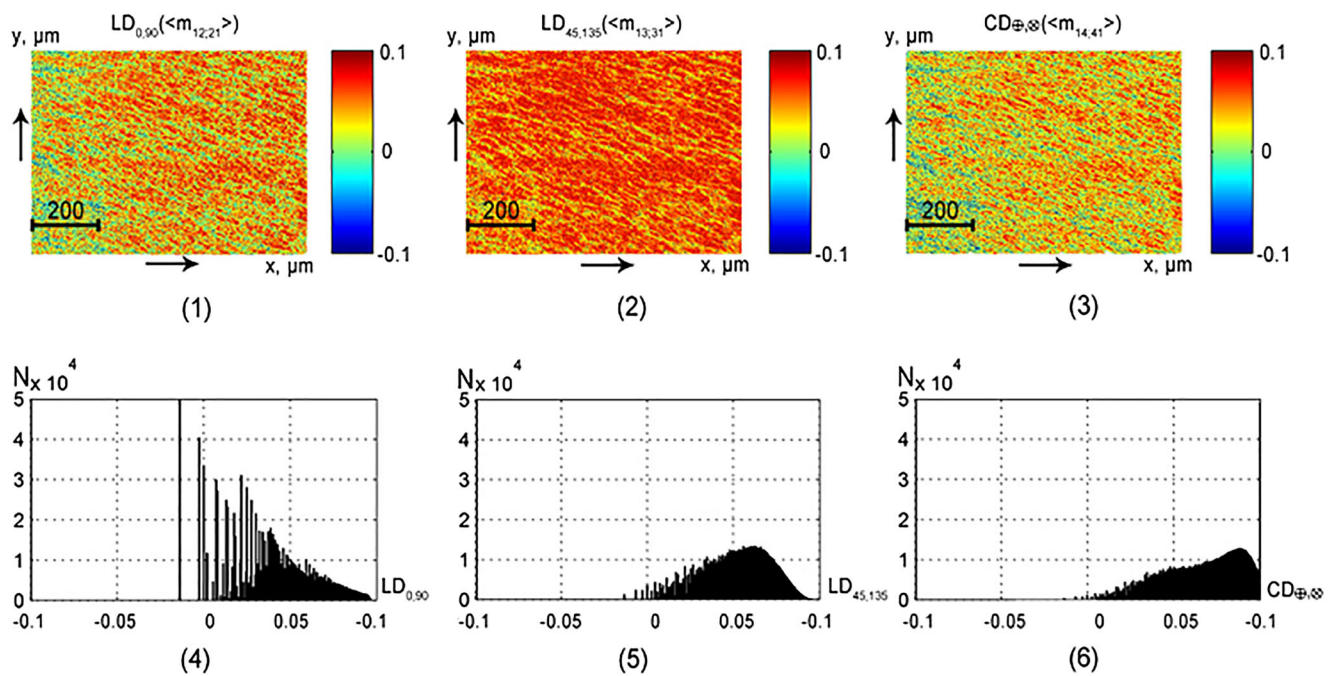 LD0,90(<m12;21>)
LD45,135(<m13;31>)
CD⊕,⊗(<m14;41>)
y, μm
0.1
0
-0.1
200
x, μm
y, μm
0.1
0
-0.1
200
x, μm
y, μm
0.1
0
-0.1
200
x, μm
(1)
(2)
(3)
Nx 10^4
5
4
3
2
1
0
-0.1 -0.05 0 0.05 -0.1
LD0,90
Nx 10^4
5
4
3
2
1
0
-0.1 -0.05 0 0.05 -0.1
LD45,135
Nx 10^4
5
4
3
2
1
0
-0.1 -0.05 0 0.05 -0.1
CD⊕,⊗
(4)
(5)
(6)